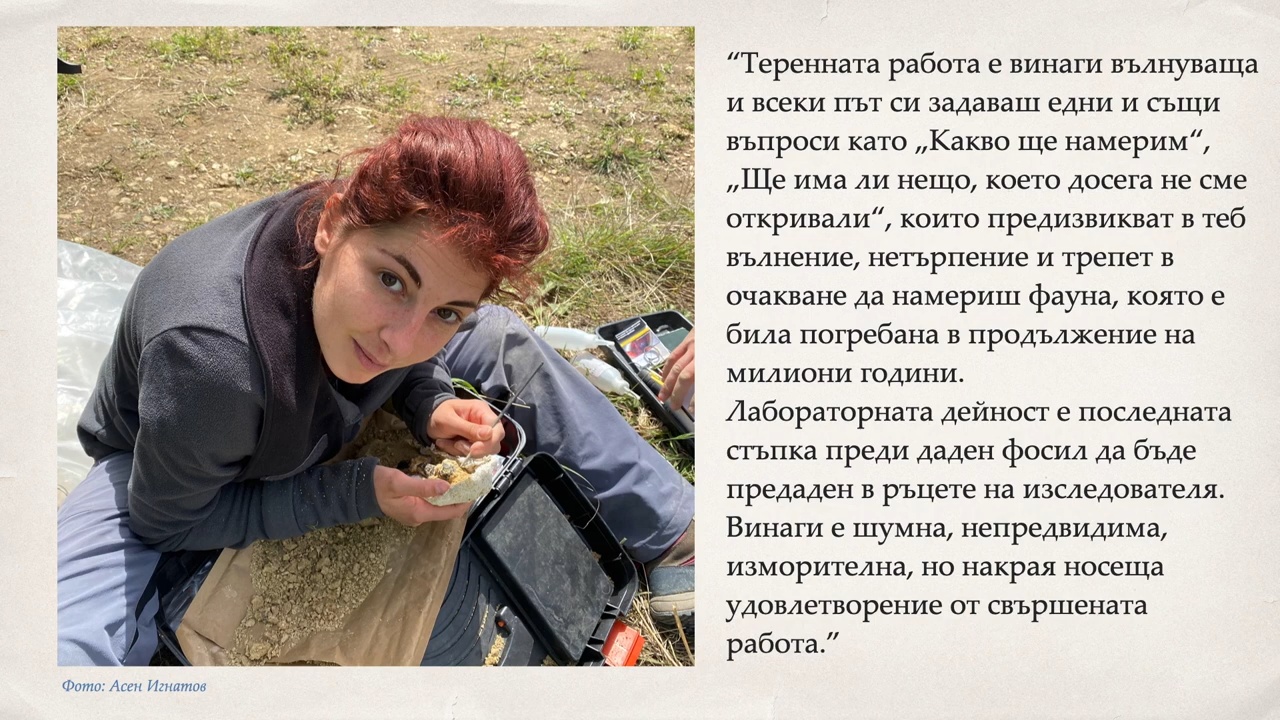 “Теренната работа е винаги вълнуваща
и всеки път си задаваш едни и същи
въпроси като „Какво ще намерим“,
„Ще има ли нещо, което досега не сме
откривали“, които предизвикват в теб
вълнение, нетърпение и трепет в
очакване да намериш фауна, която е
била погребана в продължение на
милиони години.
Лабораторната дейност е последната
стъпка преди даден фосил да бъде
предаден в ръцете на изследователя.
Винаги е шумна, непредвидима,
изморителна, но накрая носеща
удовлетворение от свършената
работа.”
Фото: Асен Игнатов